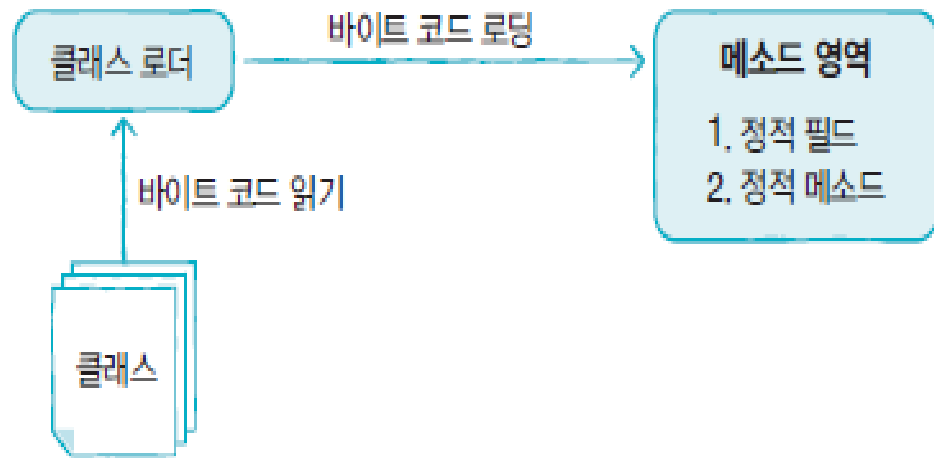 클래스 로더
바이트 코드 로딩
메소드 영역
1. 정적 필드
2. 정적 메소드
바이트 코드 읽기
클래스